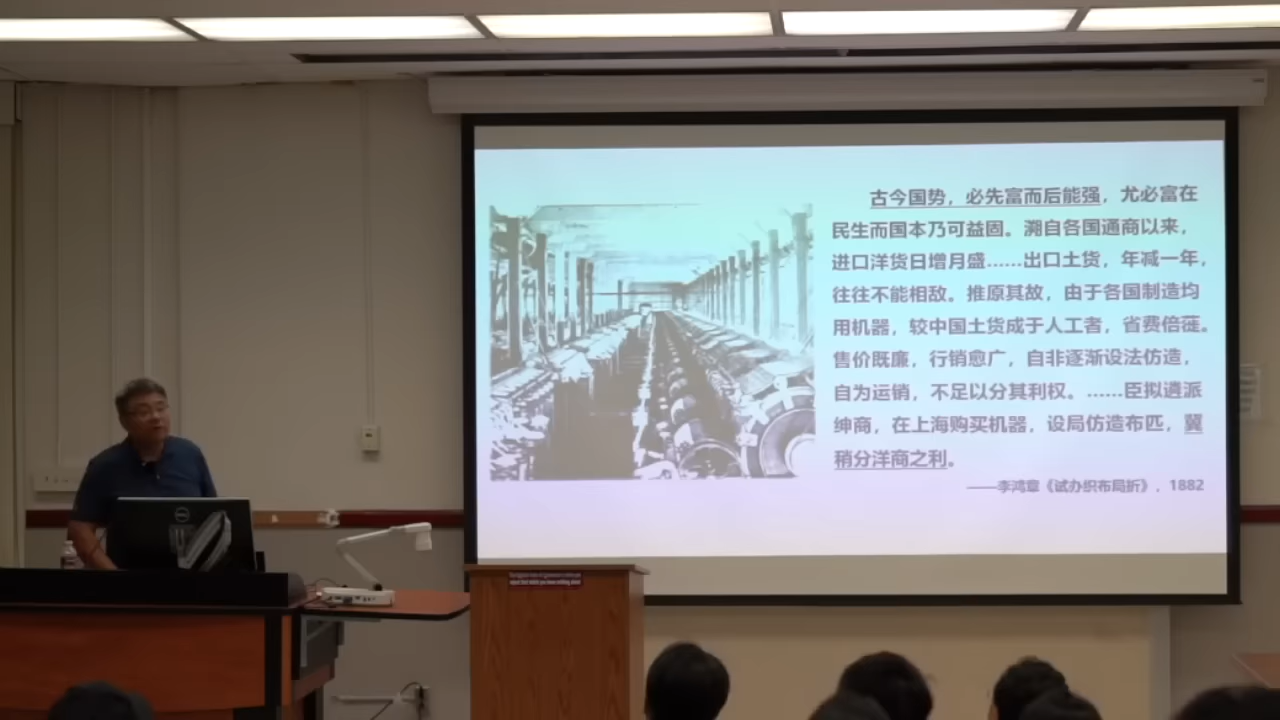 古今国势，必先富而后能强，尤必富在
民生而国本乃可益固。溯自各国通商以来，
进口洋货日增月盛……出口土货，年减一年，
往往不能相敌。推原其故，由于各国制造均
用机器，较中国土货成于人工者，省费倍蓰。
售价既廉，行销愈广，自非逐渐设法仿造，
自为运销，不足以分其利权。……臣拟遴派
绅商，在上海购买机器，设局仿造布匹，冀
稍分洋商之利。
——李鸿章《试办织布局折》，1882
DELL